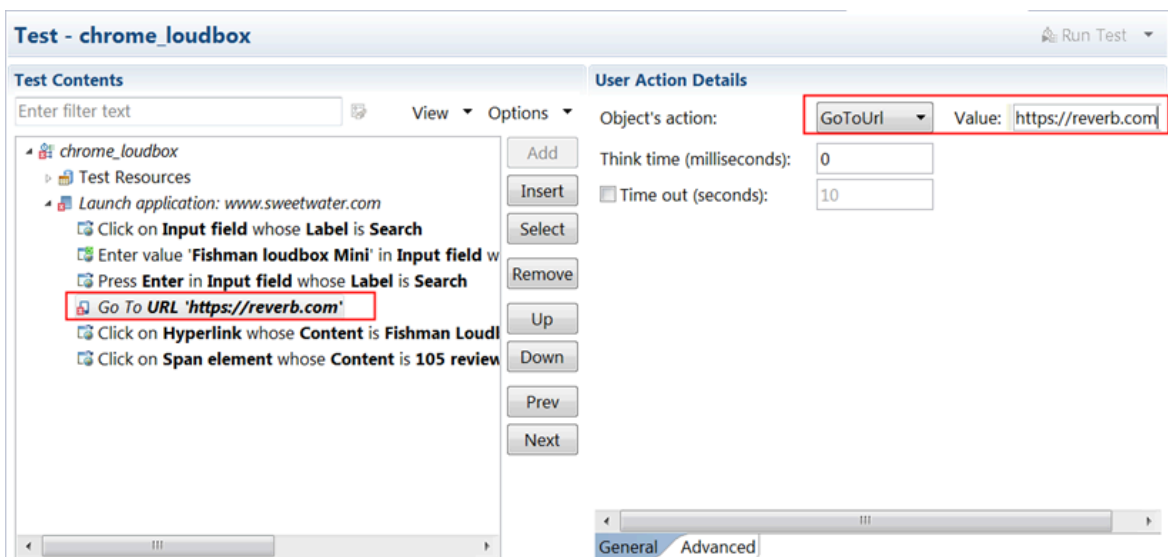 Test - chrome_loudbox
Run Test
Test Contents
Enter filter text
View
Options
chrome_loudbox
Test Resources
Launch application: www.sweetwater.com
Click on Input field whose Label is Search
Enter value 'Fishman loudbox Mini' in Input field w
Press Enter in Input field whose Label is Search
Go To URL 'https://reverb.com'
Click on Hyperlink whose Content is Fishman Loudl
Click on Span element whose Content is 105 review
Add
Insert
Select
Remove
Up
Down
Prev
Next
User Action Details
Object's action:
GoToUrl
Value:
https://reverb.com
Think time (milliseconds):
0
Time out (seconds):
10
General
Advanced